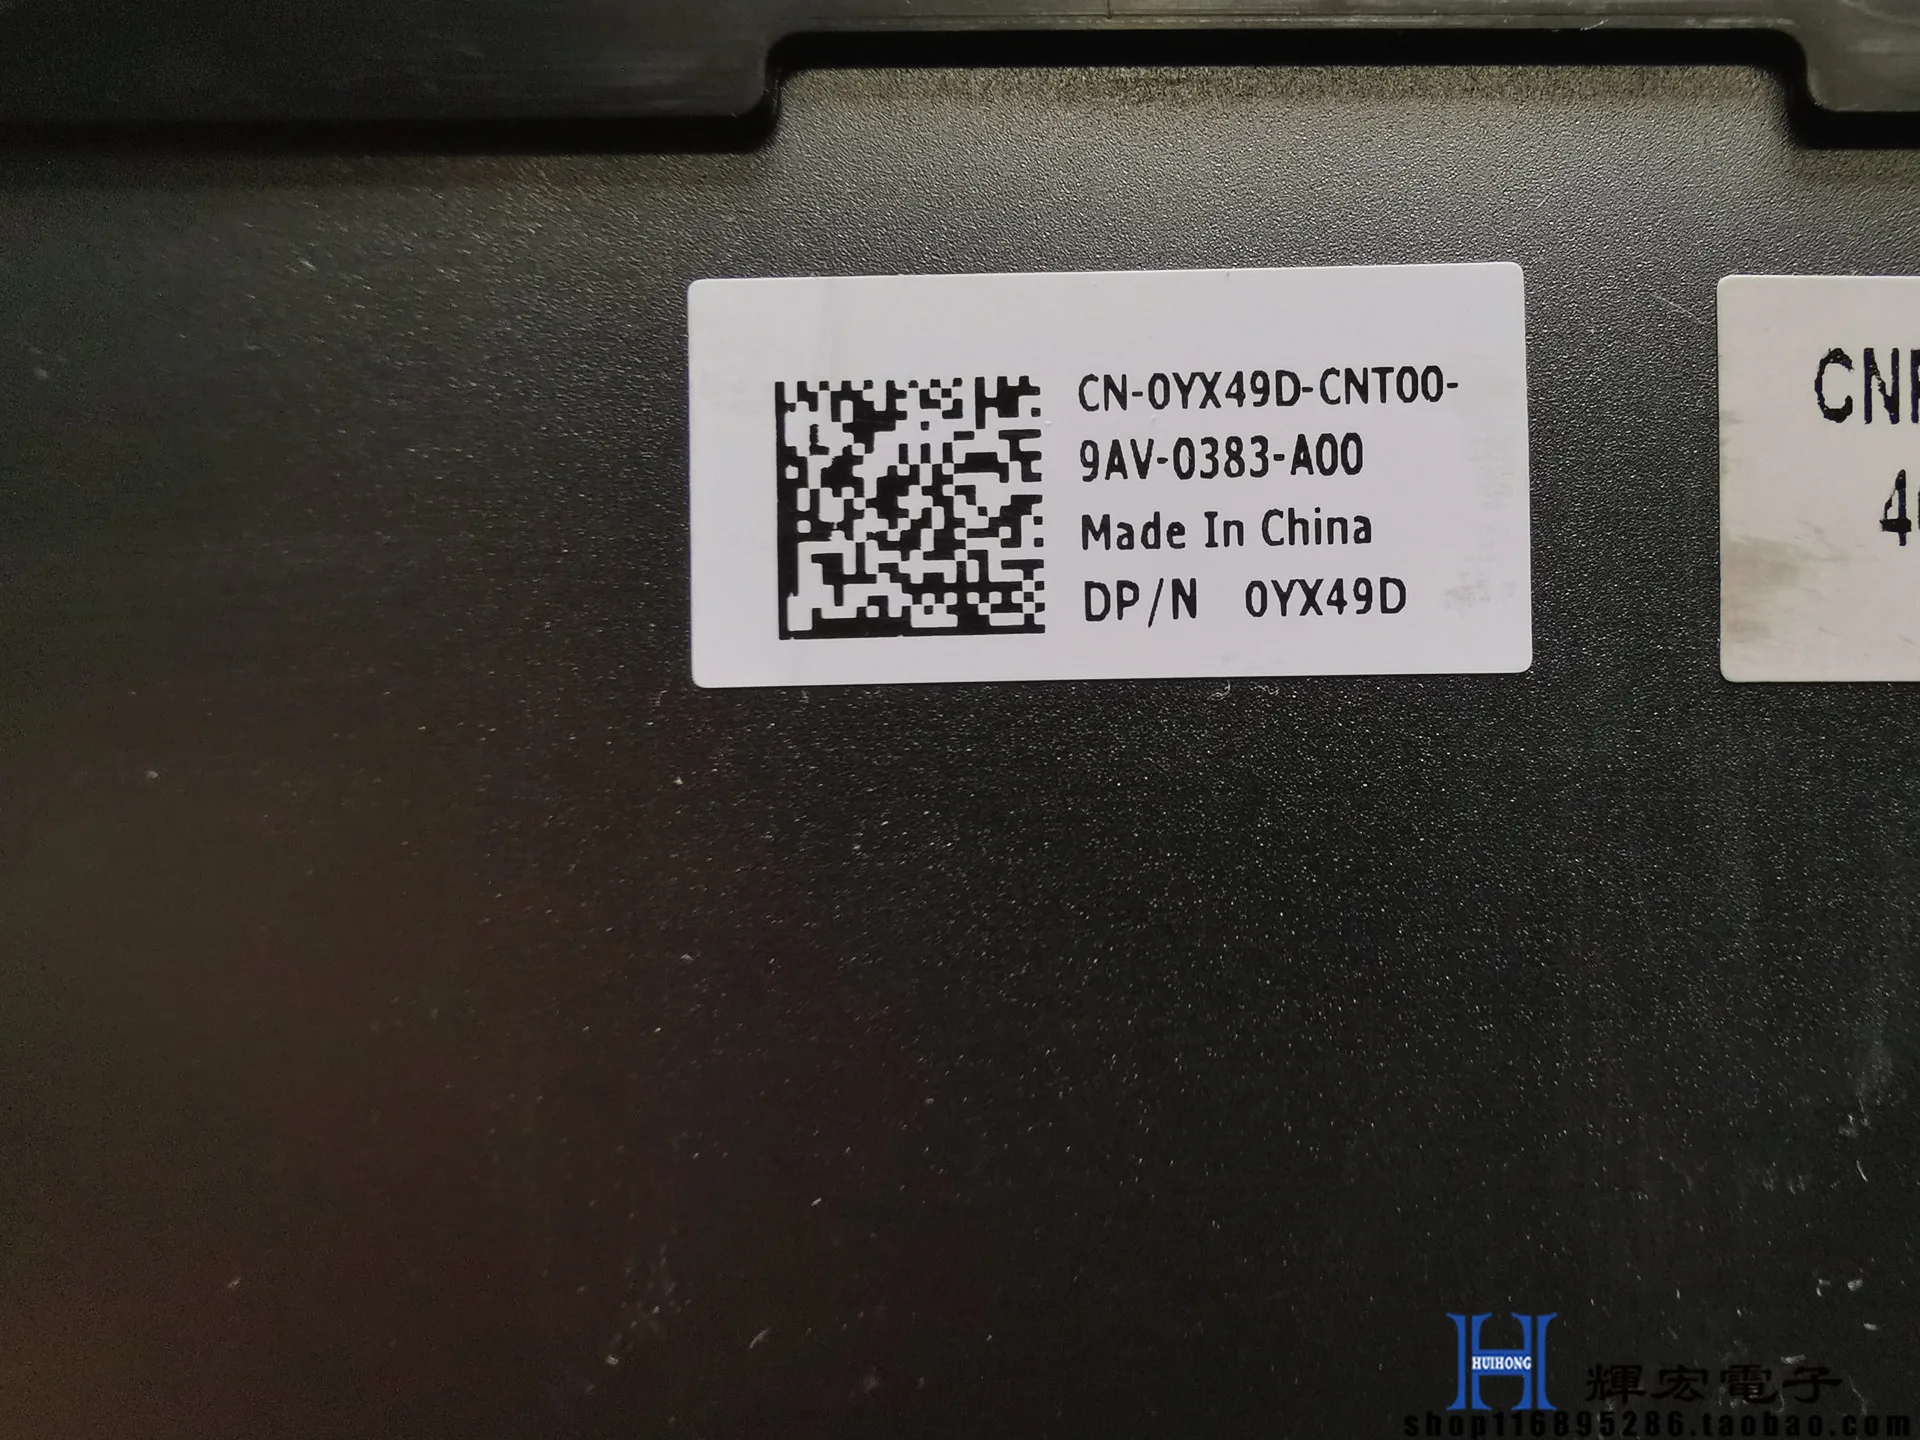 CN-0YX49D-CNT00-
9AV-0383-A00
Made In China
DP/N 0YX49D
HUIHONG
輝宏電子
shop116895286.taobao.com